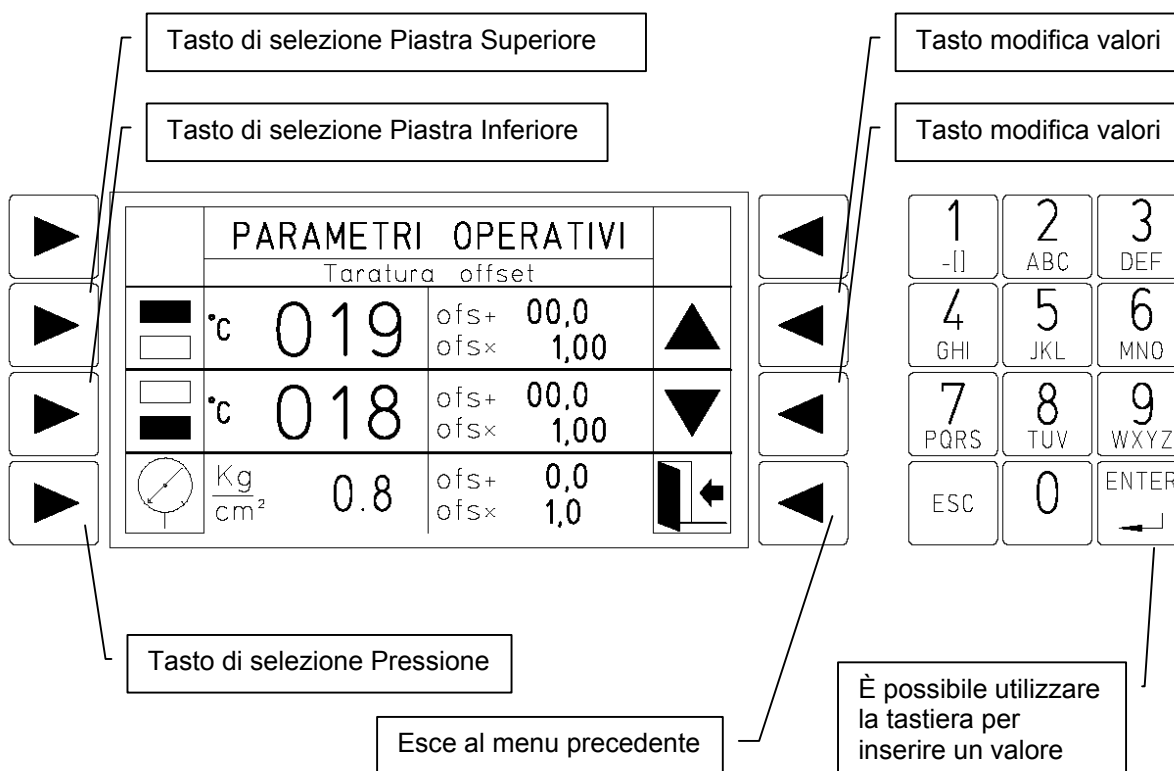 Tasto di selezione Piastra Superiore
Tasto modifica valori
Tasto di selezione Piastra Inferiore
Tasto modifica valori
PARAMETRI OPERATIVI
Taratura offset
°C 019 ofs+ 00,0
ofsx 1,00
°C 018 ofs+ 00,0
ofsx 1,00
Kg
cm² 0.8 ofs+ 0,0
ofsx 1,0
1 2 3
-[] ABC DEF
4 5 6
GHI JKL MNO
7 8 9
PQRS TUV WXYZ
ESC 0 ENTER
Tasto di selezione Pressione
Esce al menu precedente
È possibile utilizzare
la tastiera per
inserire un valore